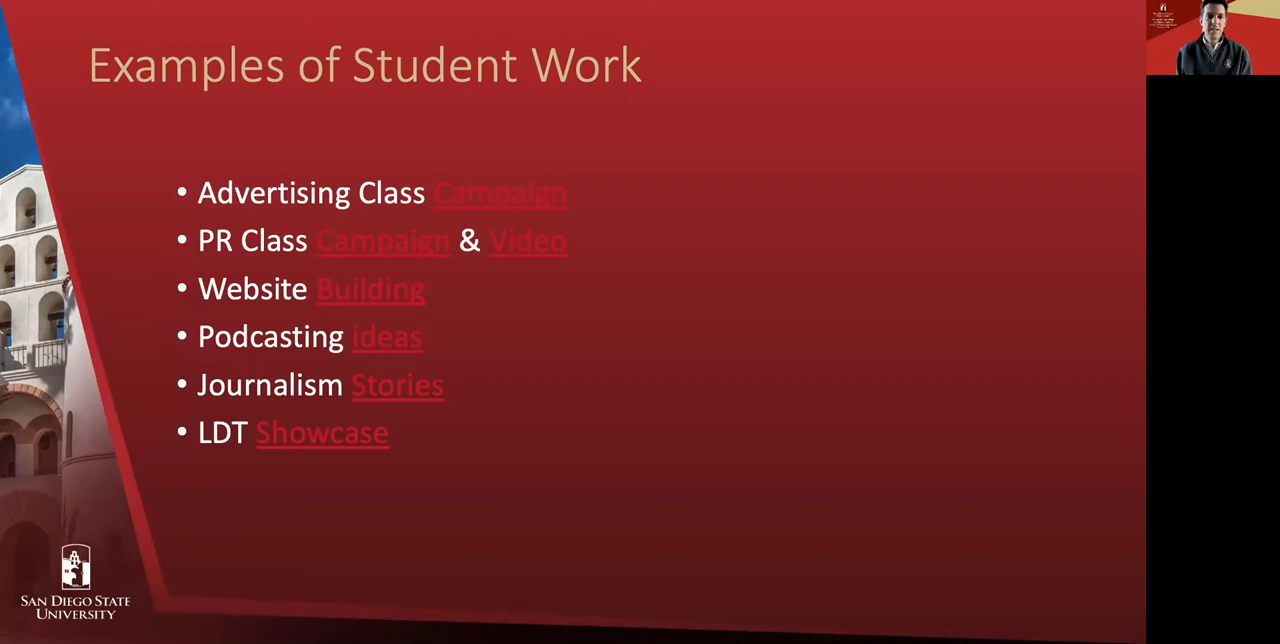 Examples of Student Work
• Advertising Class Campaign
• PR Class Campaign & Video
• Website Building
• Podcasting ideas
• Journalism Stories
• LDT Showcase
SAN DIEGO STATE
UNIVERSITY